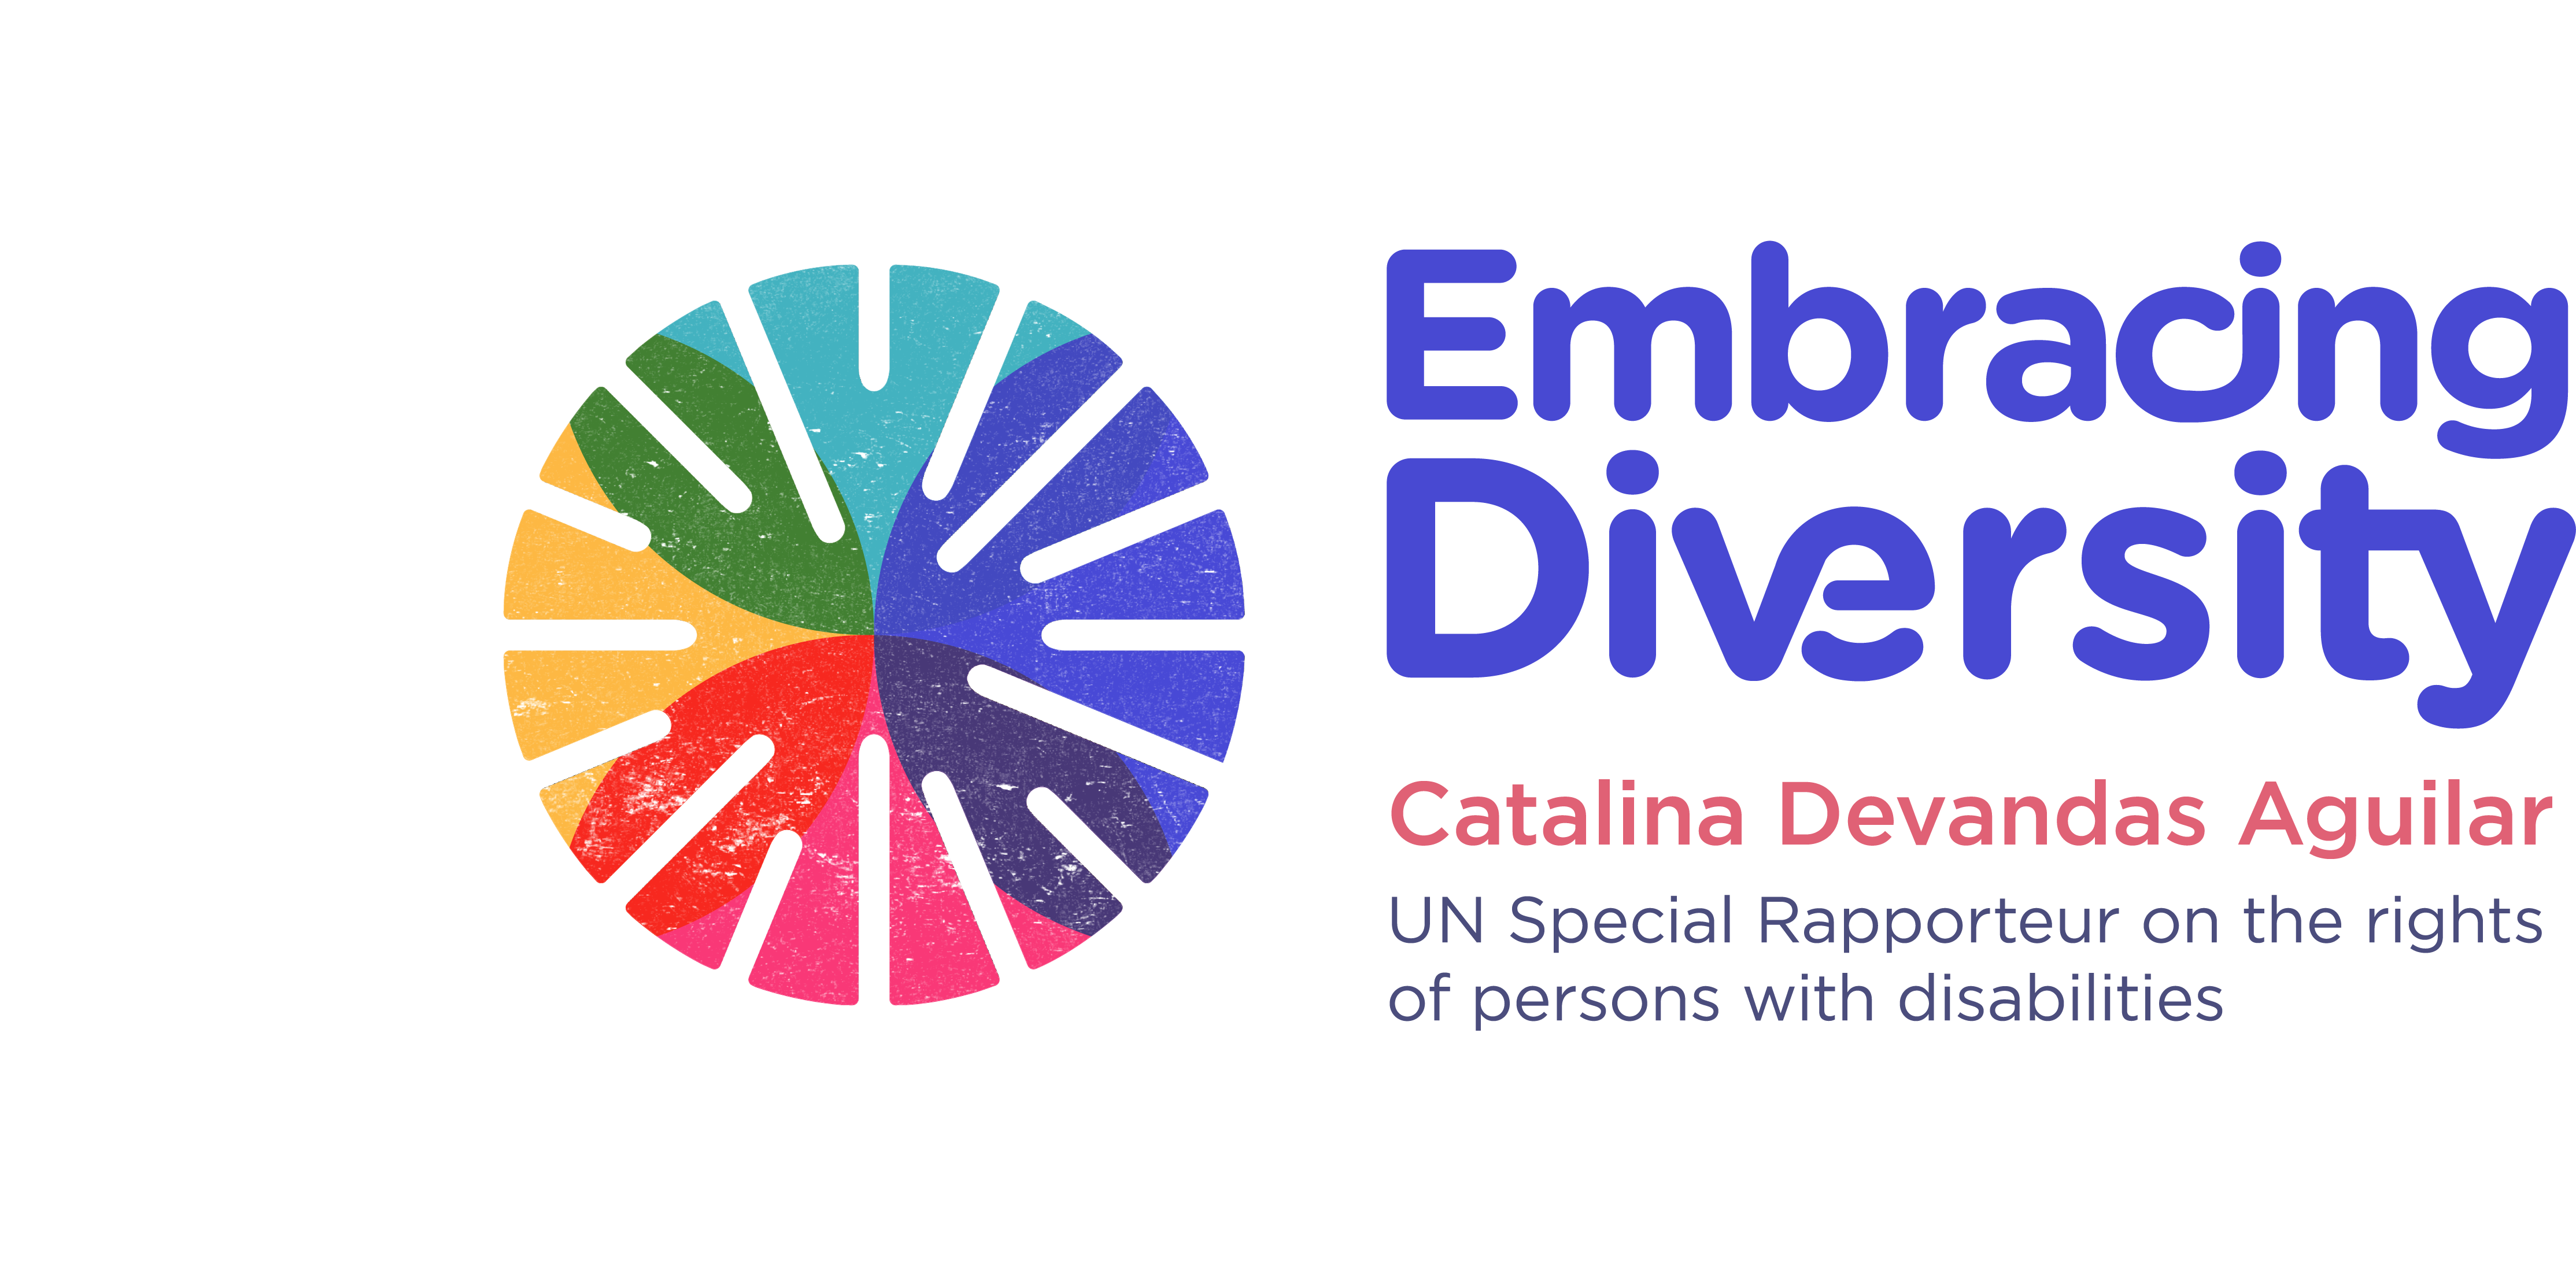 Embracing
Diversity
Catalina Devandas Aguilar
UN Special Rapporteur on the rights
of persons with disabilities